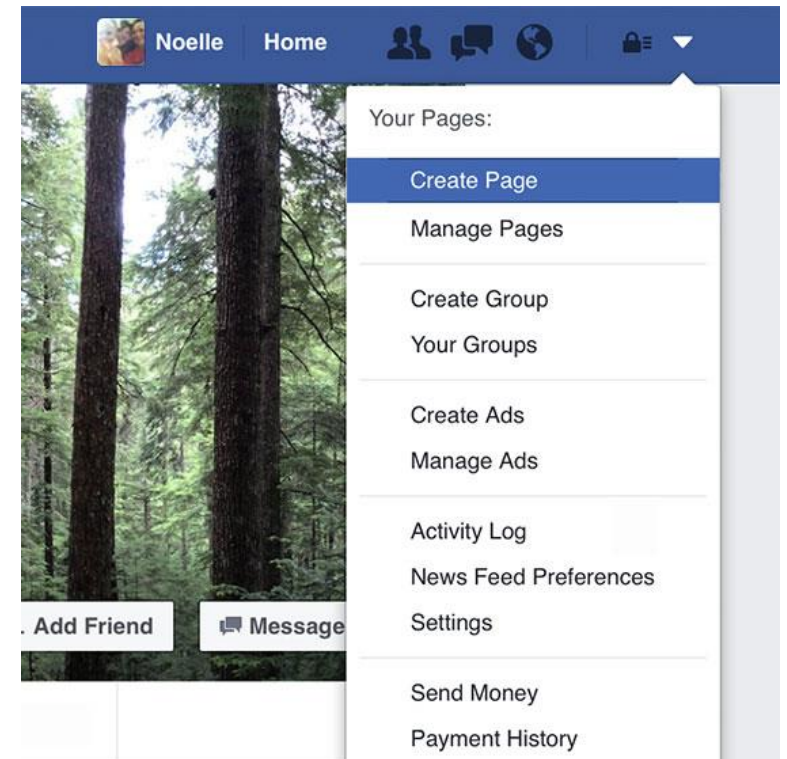 Noelle Home
Your Pages:
Create Page
Manage Pages
Create Group
Your Groups
Create Ads
Manage Ads
Activity Log
News Feed Preferences
Settings
Add Friend Message
Send Money
Payment History